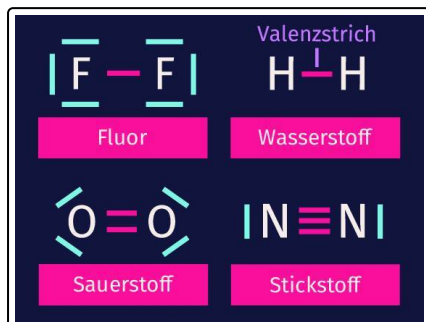 Valenzstrich
F – F
H – H
Fluor
Wasserstoff
O = O
N ≡ N
Sauerstoff
Stickstoff